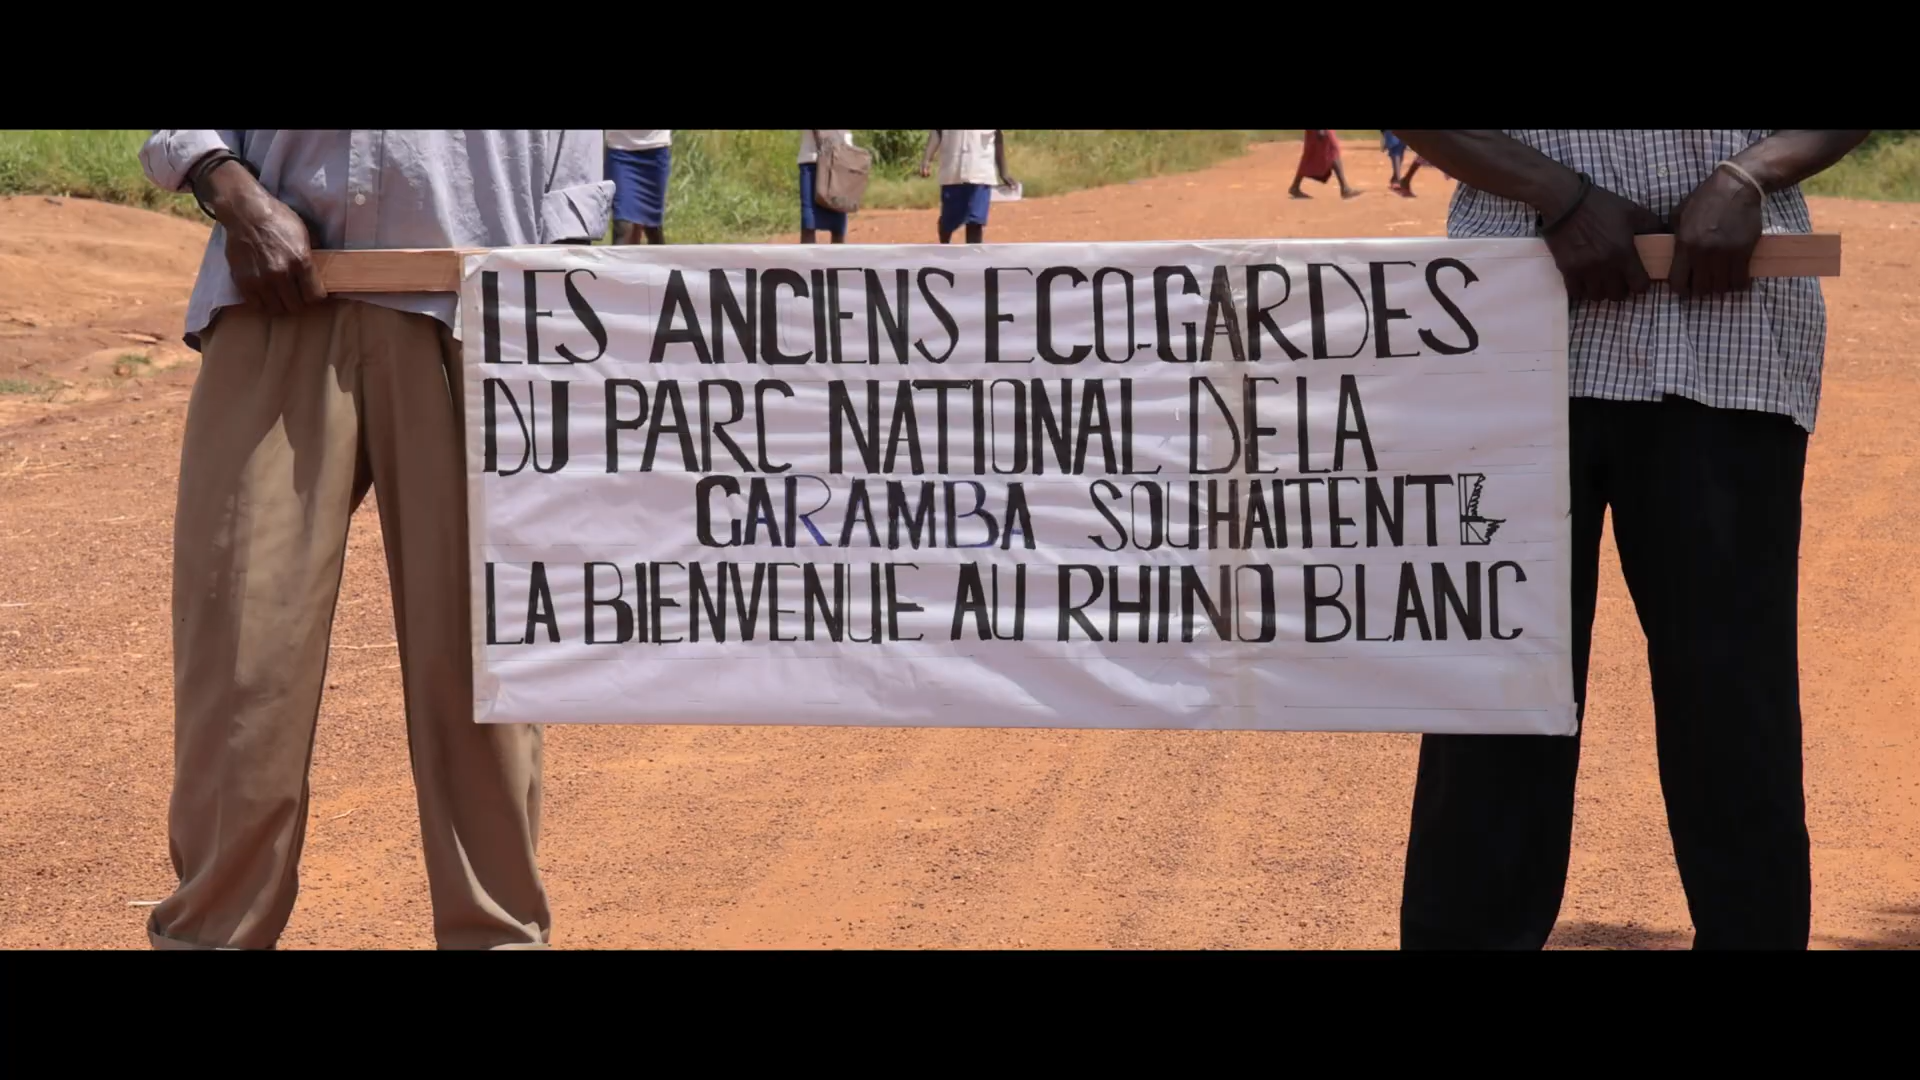 LES ANCIENS ECO-GARDES
DU PARC NATIONAL DE LA
GARAMBA SOUHAITENT
LA BIENVENUE AU RHINO BLANC